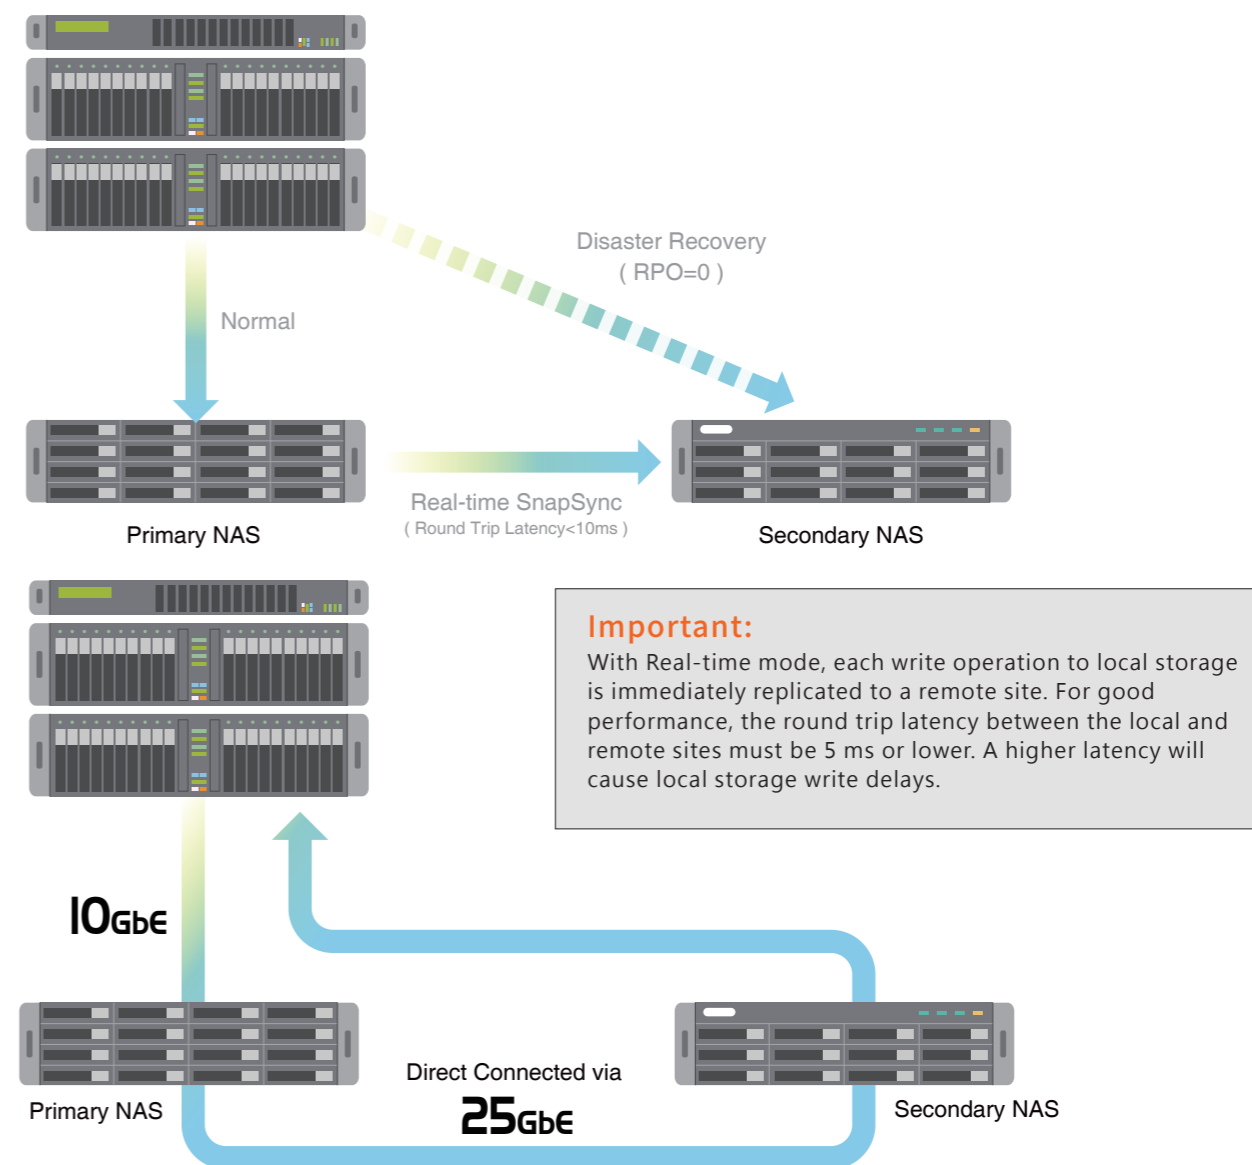 Disaster Recovery
( RPO=0 )
Normal
Real-time SnapSync
( Round Trip Latency<10ms )
Primary NAS
Secondary NAS
Important:
With Real-time mode, each write operation to local storage
is immediately replicated to a remote site. For good
performance, the round trip latency between the local and
remote sites must be 5 ms or lower. A higher latency will
cause local storage write delays.
10GbE
Direct Connected via
25GbE
Primary NAS
Secondary NAS